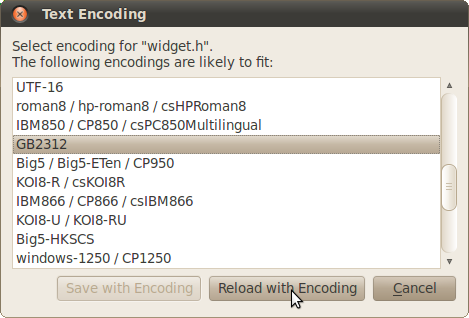 Text Encoding
Select encoding for "widget.h".
The following encodings are likely to fit:
UTF-16
roman8 / hp-roman8 / csHPRoman8
IBM850 / CP850 / csPC850Multilingual
GB2312
Big5 / Big5-ETen / CP950
KOI8-R / csKOI8R
IBM866 / CP866 / csIBM866
KOI8-U / KOI8-RU
Big5-HKSCS
windows-1250 / CP1250
Save with Encoding Reload with Encoding Cancel